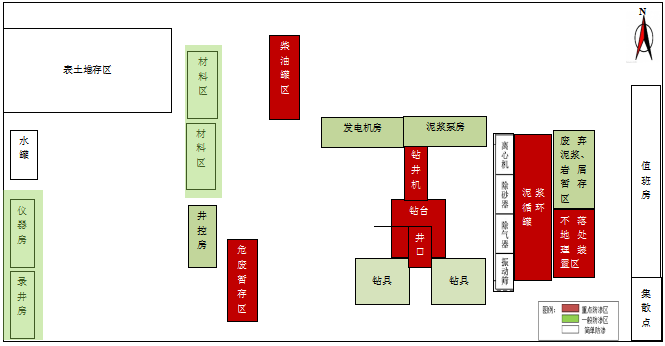 N
表土堆存区
材料区
柴油罐区
发电机房
泥浆泵房
水罐
材料区
钻井机
离心机
泥浆循环罐
废弃泥浆、岩屑暂存区
值班房
除砂器
仪器房
井控房
钻台
除气器
不落地处理装置区
井口
危废暂存区
振动筛
录井房
钻具
钻具
集散点
图例：
重点防渗区
一般防渗区
简单防渗